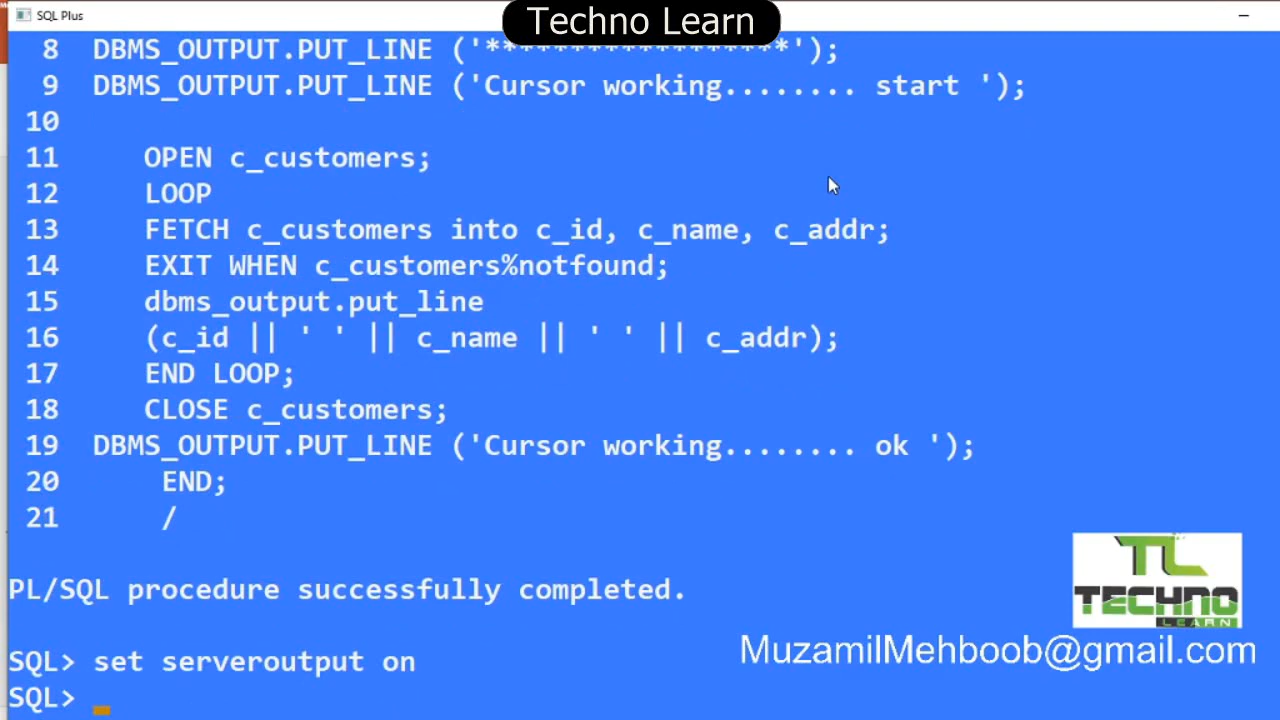 SQL Plus
Techno Learn
8 DBMS_OUTPUT.PUT_LINE ('******************');
9 DBMS_OUTPUT.PUT_LINE ('Cursor working........ start ');
10
11 OPEN c_customers;
12 LOOP
13 FETCH c_customers into c_id, c_name, c_addr;
14 EXIT WHEN c_customers%notfound;
15 dbms_output.put_line
16 (c_id || ' ' || c_name || ' ' || c_addr);
17 END LOOP;
18 CLOSE c_customers;
19 DBMS_OUTPUT.PUT_LINE ('Cursor working........ ok ');
20 END;
21 /
PL/SQL procedure successfully completed.
TL
TECHNO
LEARN
MuzamilMehboob@gmail.com
SQL> set serveroutput on
SQL>